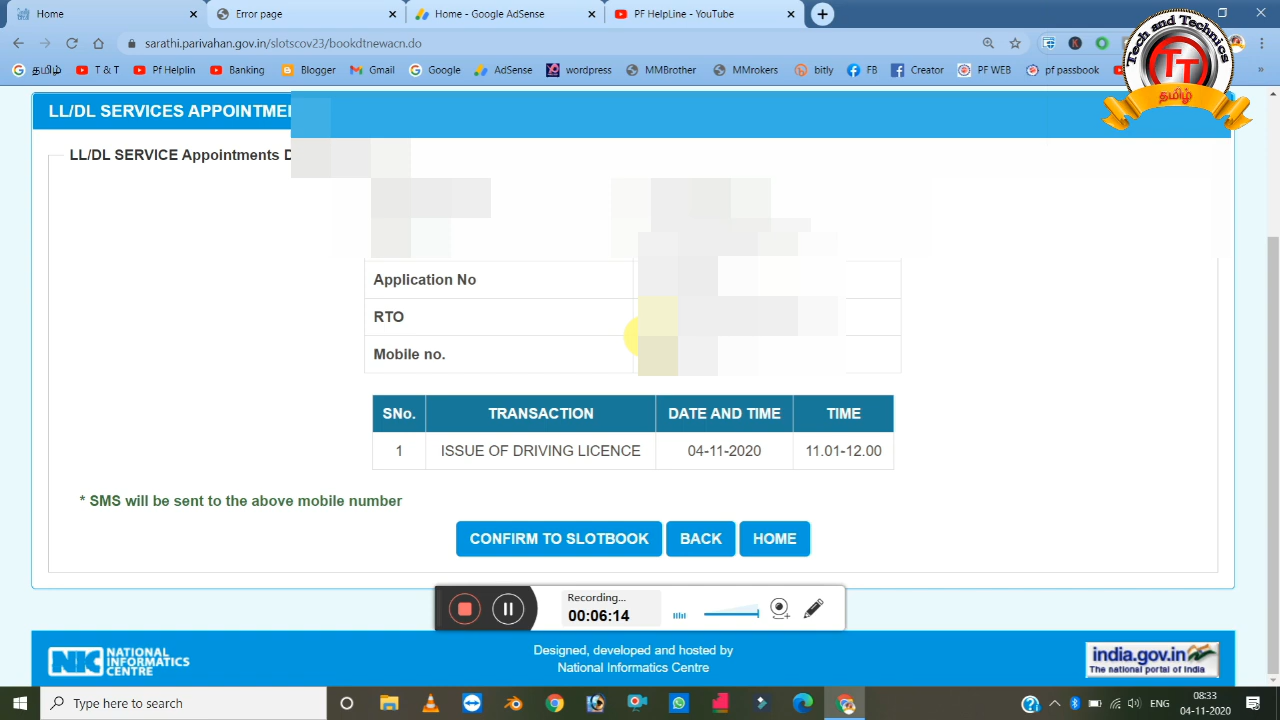 Home
Error page
Home - Google AdSense
PF HelpLine - YouTube
sarathi.parivahan.gov.in/slotscov23/bookdtnewacn.do
தமிழ் T & T PF Helplin Banking Blogger Gmail Google AdSense wordpress MMBrother MMrokers bitly FB Creator PF WEB pf passbook
Tech and Technics
TT
தமிழ்
LL/DL SERVICES APPOINTME
LL/DL SERVICE Appointments D
Application No
RTO
Mobile no.
SNo. TRANSACTION DATE AND TIME TIME
1 ISSUE OF DRIVING LICENCE 04-11-2020 11.01-12.00
* SMS will be sent to the above mobile number
CONFIRM TO SLOTBOOK BACK HOME
Recording...
00:06:14
NIC NATIONAL
INFORMATICS
CENTRE
Designed, developed and hosted by
National Informatics Centre
india.gov.in
The national portal of India
Type here to search
ENG
08:33
04-11-2020